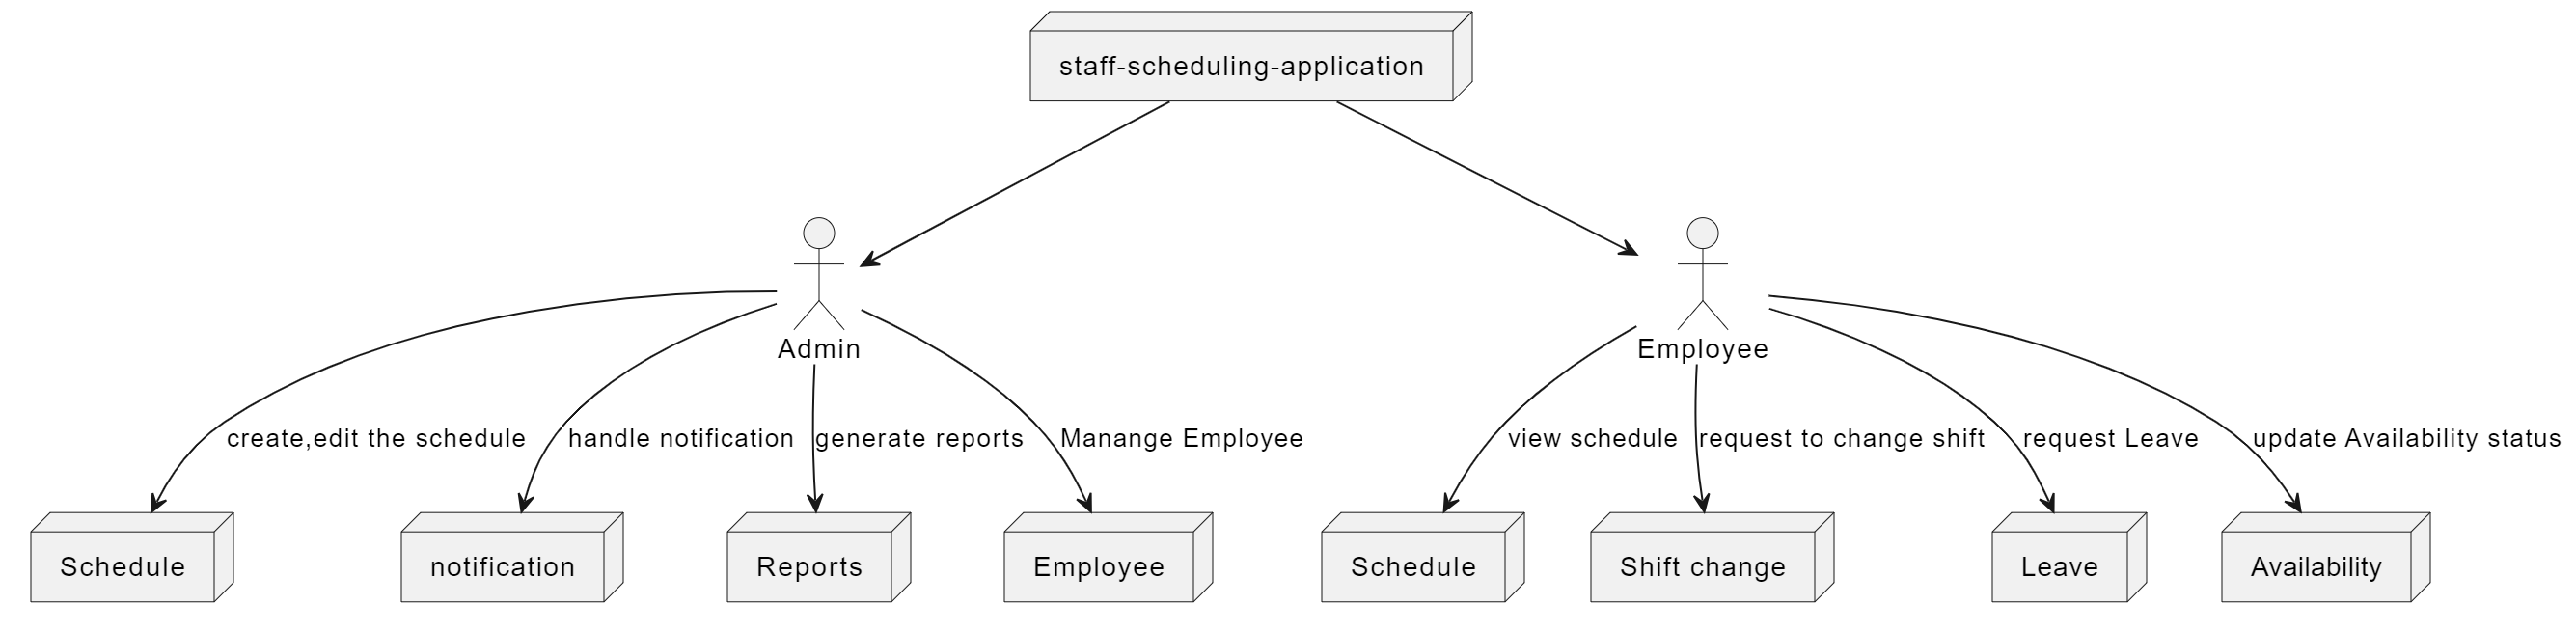 staff-scheduling-application
Admin
Employee
create,edit the schedule
handle notification
generate reports
Manange Employee
view schedule
request to change shift
request Leave
update Availability status
Schedule
notification
Reports
Employee
Schedule
Shift change
Leave
Availability